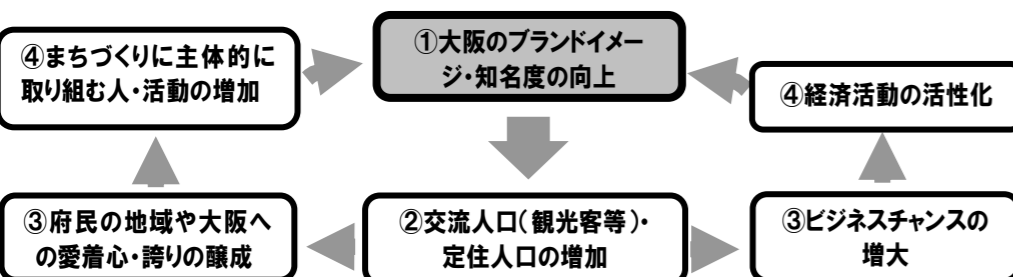 ④まちづくりに主体的に
取り組む人・活動の増加
①大阪のブランドイメー
ジ・知名度の向上
④経済活動の活性化
③府民の地域や大阪へ
の愛着心・誇りの醸成
②交流人口(観光客等)・
定住人口の増加
③ビジネスチャンスの
増大